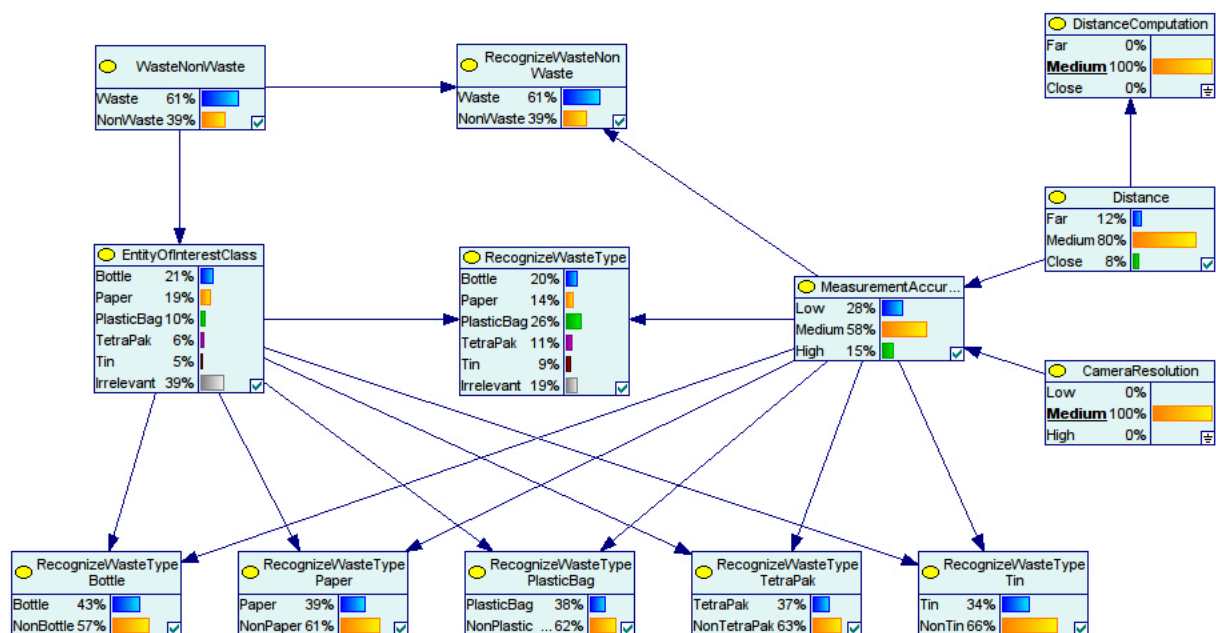 WasteNonWaste
Waste 61%
NonWaste 39%
RecognizeWasteNon
Waste
Waste 61%
NonWaste 39%
DistanceComputation
Far 0%
Medium 100%
Close 0%
Distance
Far 12%
Medium 80%
Close 8%
EntityOfInterestClass
Bottle 21%
Paper 19%
PlasticBag 10%
TetraPak 6%
Tin 5%
Irrelevant 39%
RecognizeWasteType
Bottle 20%
Paper 14%
PlasticBag 26%
TetraPak 11%
Tin 9%
Irrelevant 19%
MeasurementAccur...
Low 28%
Medium 58%
High 15%
CameraResolution
Low 0%
Medium 100%
High 0%
RecognizeWasteType
Bottle
Bottle 43%
NonBottle 57%
RecognizeWasteType
Paper
Paper 39%
NonPaper 61%
RecognizeWasteType
PlasticBag
PlasticBag 38%
NonPlastic ... 62%
RecognizeWasteType
TetraPak
TetraPak 37%
NonTetraPak 63%
RecognizeWasteType
Tin
Tin 34%
NonTin 66%